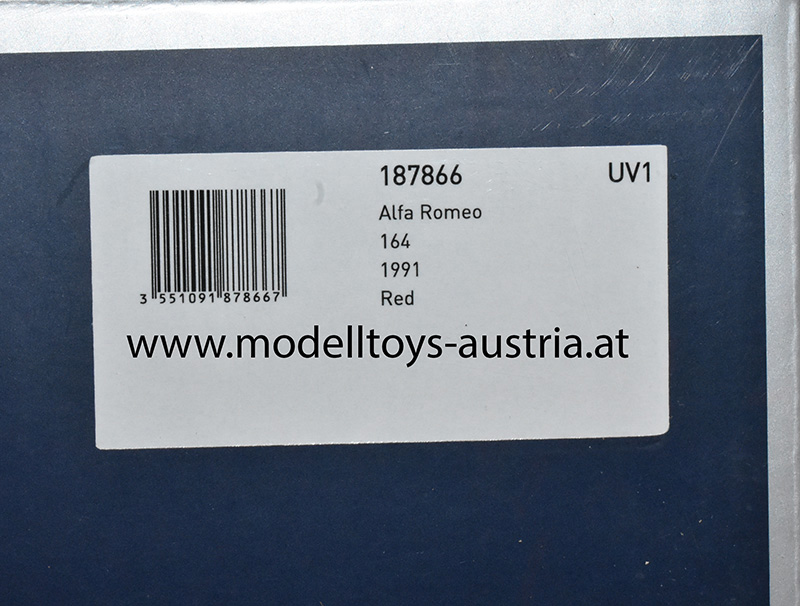 187866 UV1
Alfa Romeo
164
1991
Red
3 551091 878667
www.modelltoys-austria.at